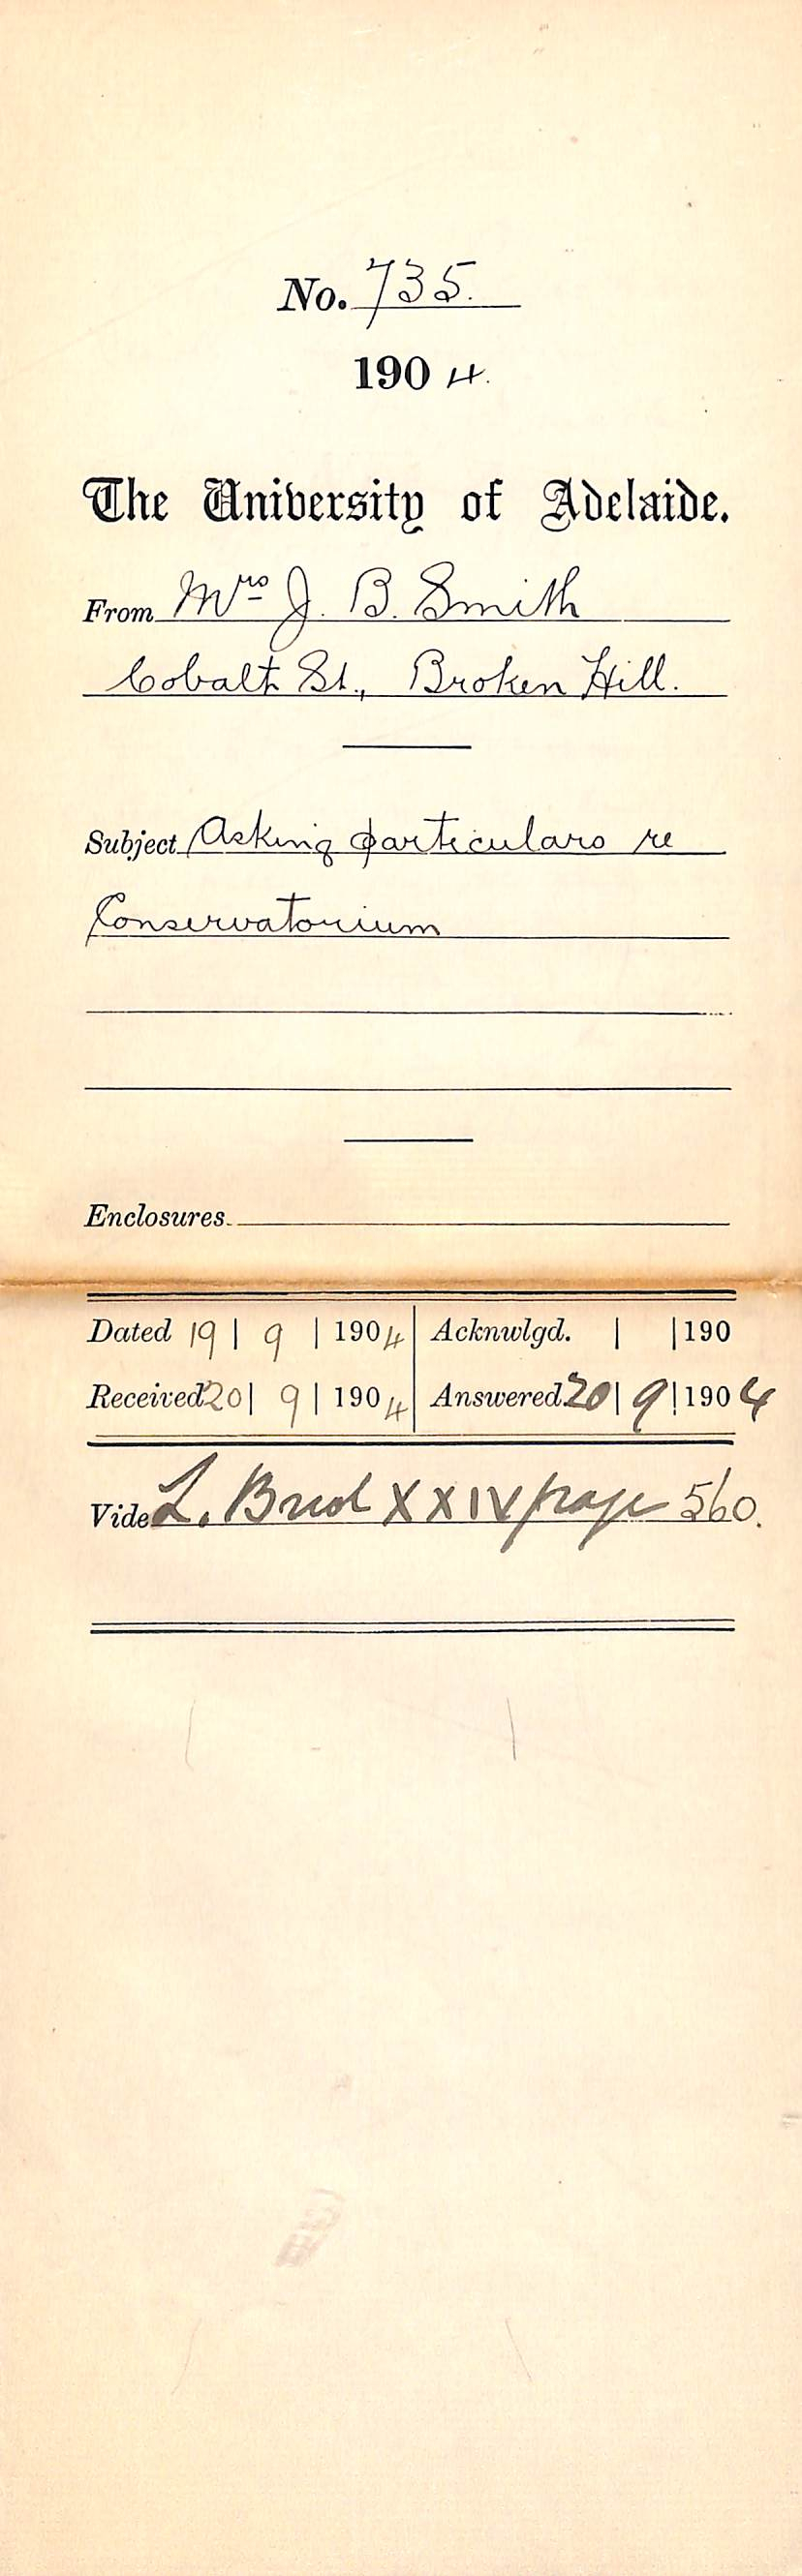 No. 735.
1904.
The University of Adelaide.
From Mrs J. B. Smith
Cobalt St., Broken Hill.
Subject Asking particulars re
Conservatorium
Enclosures
Dated 19 | 9 | 1904 Acknwlgd. | | 190
Received 20 | 9 | 1904 Answered 20 | 9 | 1904
Vide L. XXIV page 560.